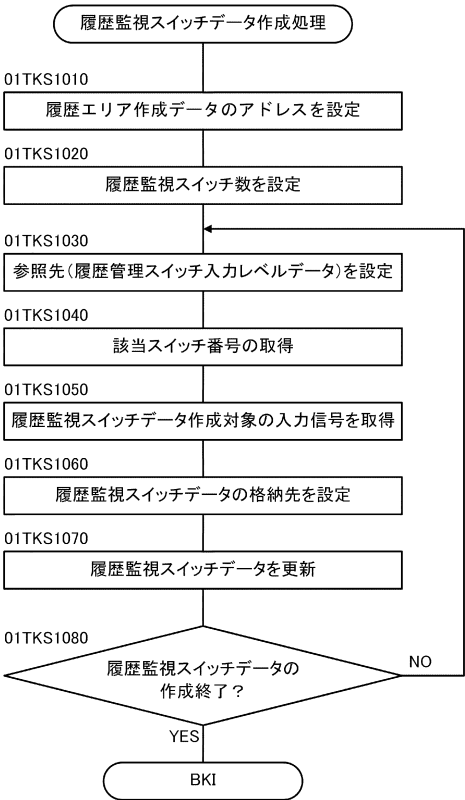 履歴監視スイッチデータ作成処理
01TKS1010
履歴エリア作成データのアドレスを設定
01TKS1020
履歴監視スイッチ数を設定
01TKS1030
参照先(履歴管理スイッチ入力レベルデータ)を設定
01TKS1040
該当スイッチ番号の取得
01TKS1050
履歴監視スイッチデータ作成対象の入力信号を取得
01TKS1060
履歴監視スイッチデータの格納先を設定
01TKS1070
履歴監視スイッチデータを更新
01TKS1080
履歴監視スイッチデータの
作成終了？
NO
YES
BKI